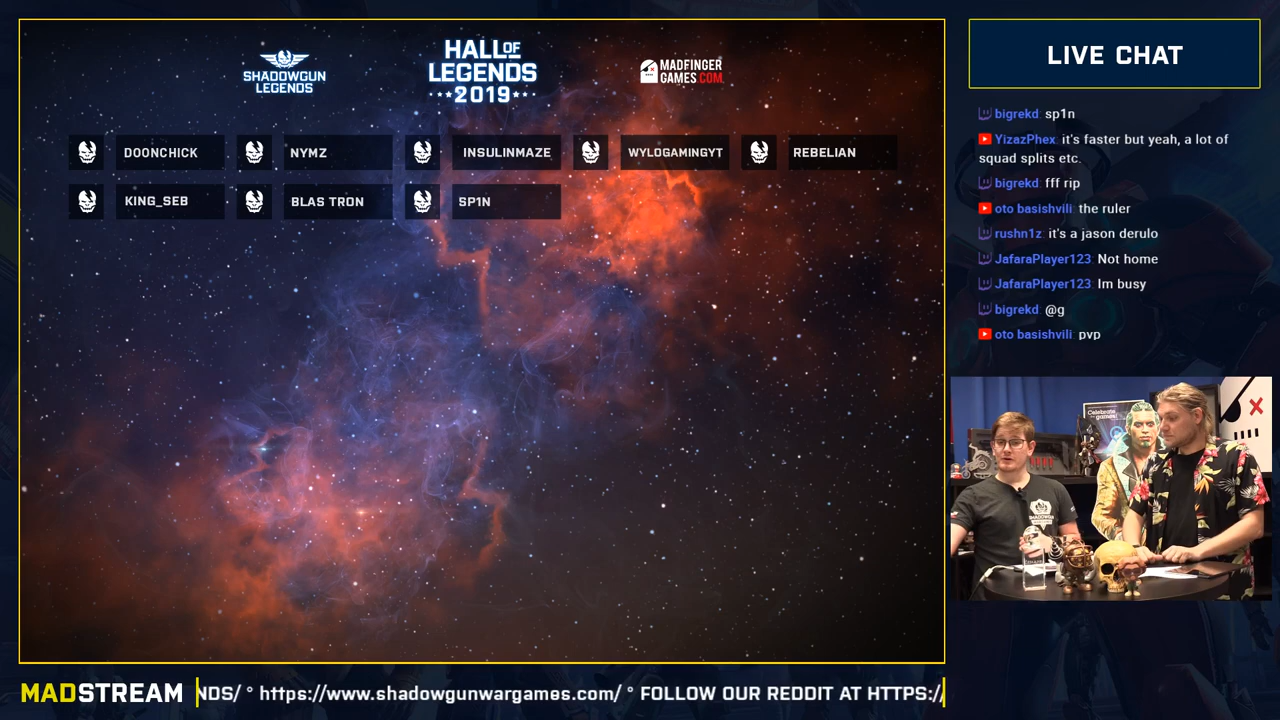 SHADOWGUN
LEGENDS
HALL OF
LEGENDS
2019
MADFINGER
GAMES COM.
DOONCHICK
NYMZ
INSULINMAZE
WYLOGAMINGYT
REBELIAN
KING_SEB
BLAS TRON
SP1N
LIVE CHAT
bigrekd: sp1n
YizazPhex: it's faster but yeah, a lot of
squad splits etc.
bigrekd: fff rip
oto basishvili: the ruler
rushn1z: it's a jason derulo
JafaraPlayer123: Not home
JafaraPlayer123: Im busy
bigrekd: @g
oto basishvili: pvp
Celebrate
the games!
MADSTREAM
NDS/ ° https://www.shadowgunwargames.com/ ° FOLLOW OUR REDDIT AT HTTPS:/